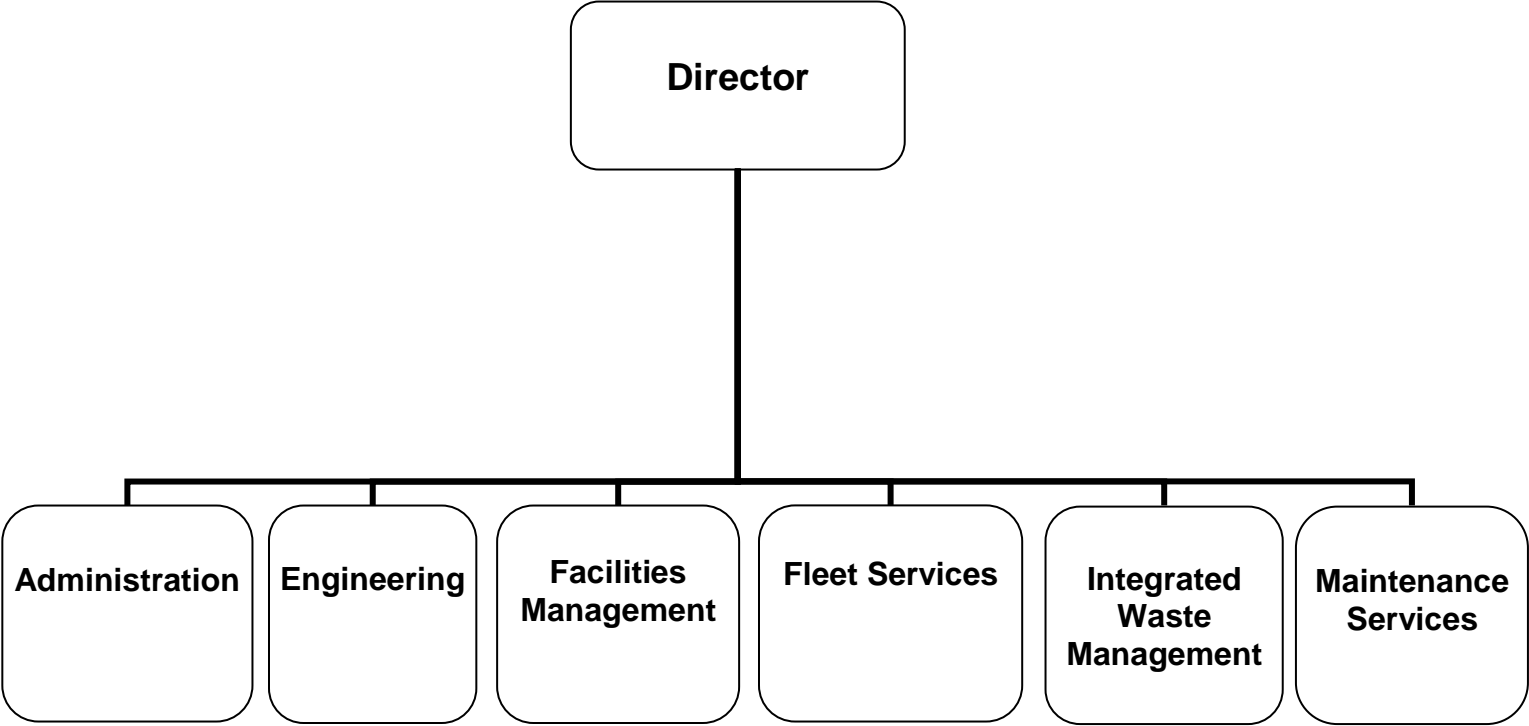 Director
Administration
Engineering
Facilities
Management
Fleet Services
Integrated
Waste
Management
Maintenance
Services